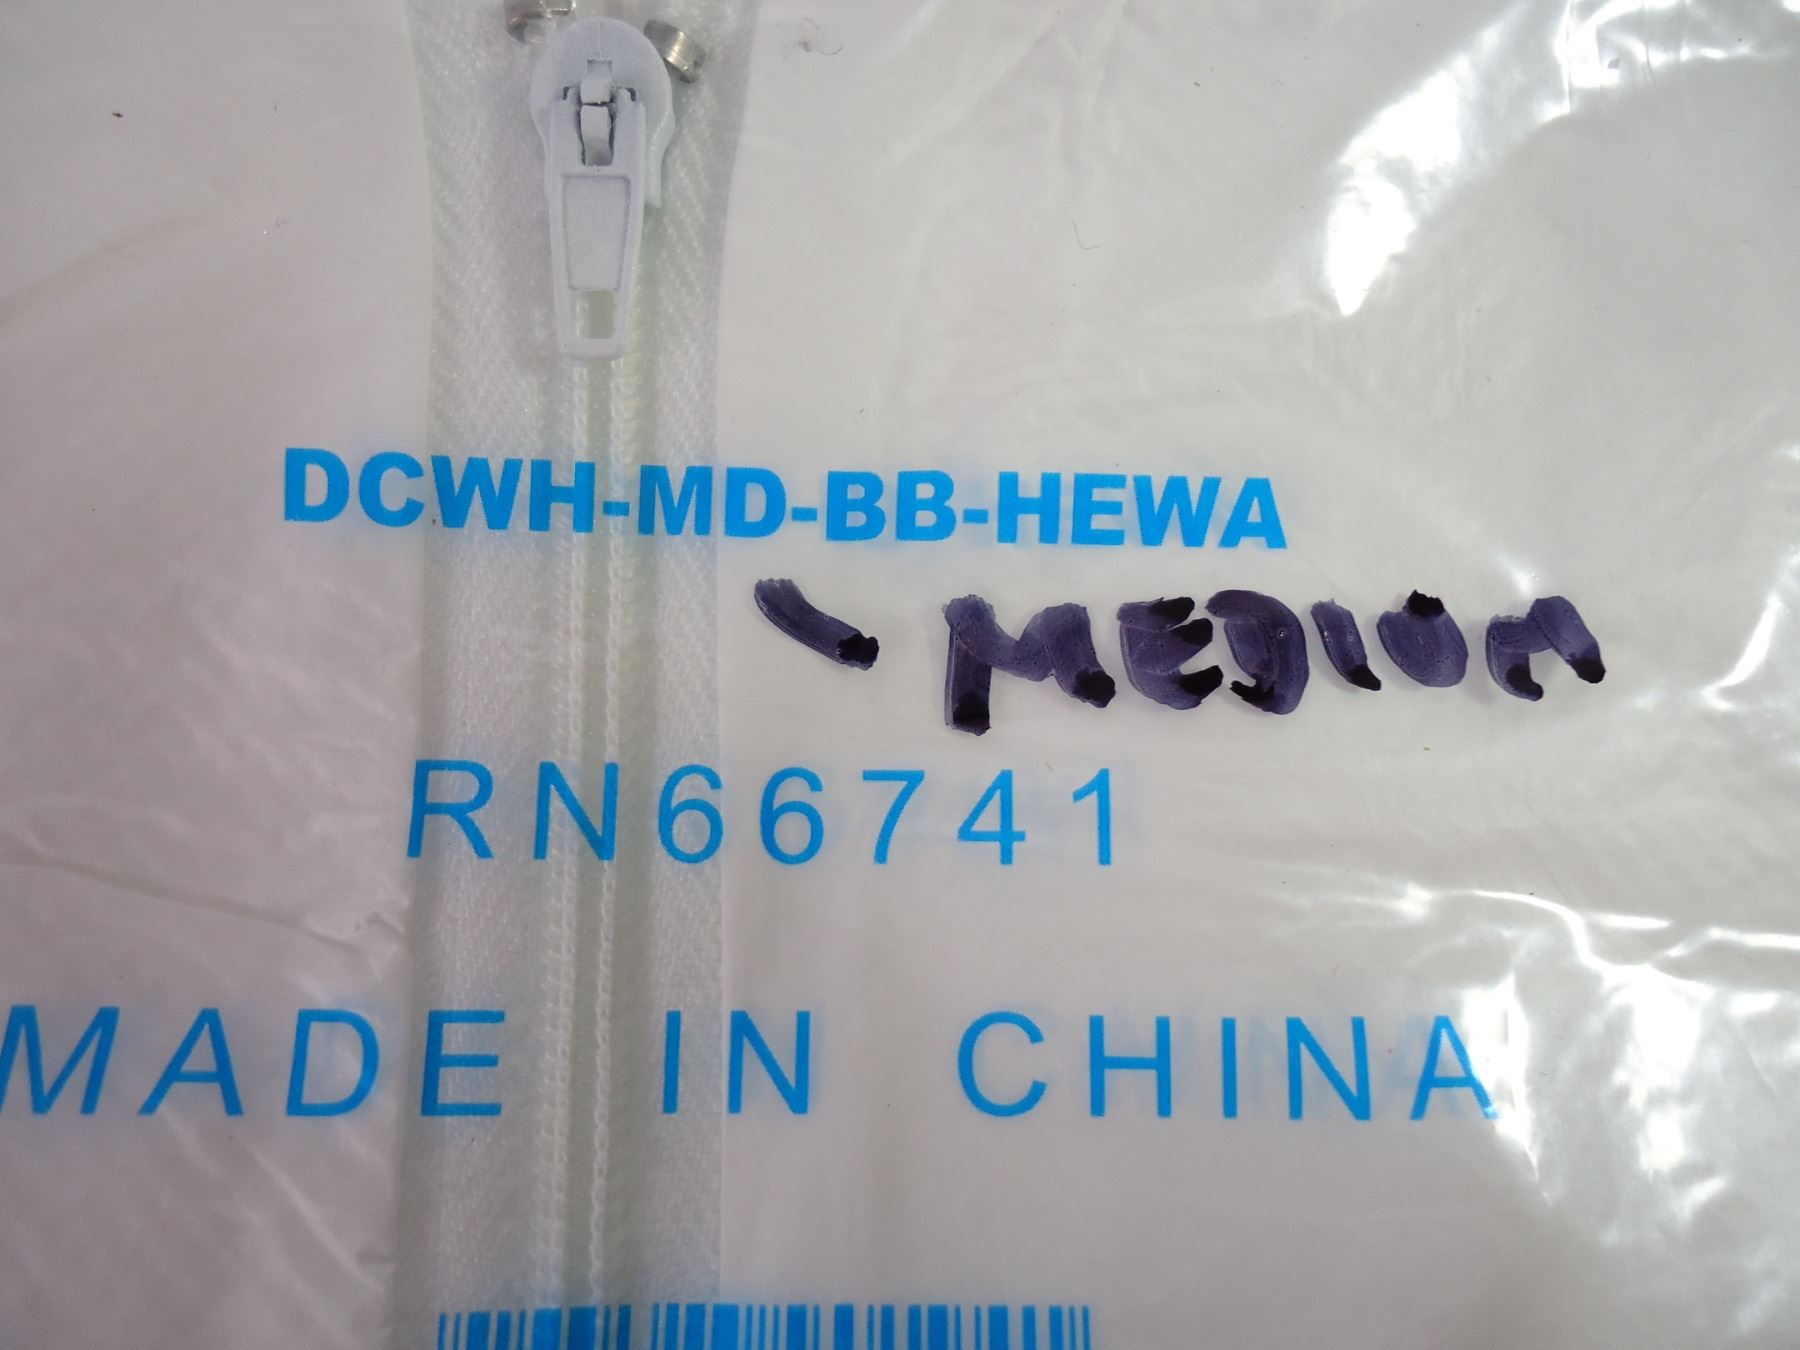 DCWH-MD-BB-HEWA
- MEDIUM
RN66741
MADE IN CHINA